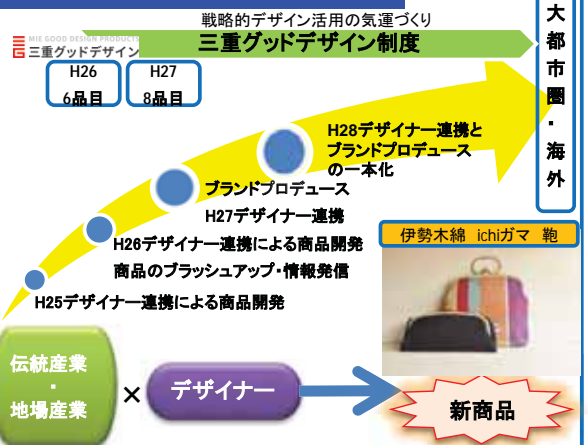 戦略的デザイン活用の気運づくり
MIE GOOD DESIGN PRODUCTS
三重グッドデザイン
三重グッドデザイン制度
H26
6品目
H27
8品目
大都市圏・海外
H28デザイナー連携と
ブランドプロデュース
の一本化
ブランドプロデュース
H27デザイナー連携
H26デザイナー連携による商品開発
商品のブラッシュアップ・情報発信
H25デザイナー連携による商品開発
伊勢木綿 ichiガマ 鞄
伝統産業
・
地場産業
×
デザイナー
新商品